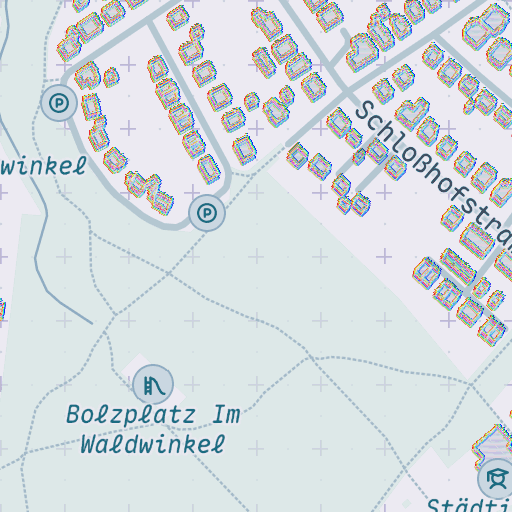 P
Schloßhofstra
winkel
P
Bolzplatz Im
Waldwinkel
Städti